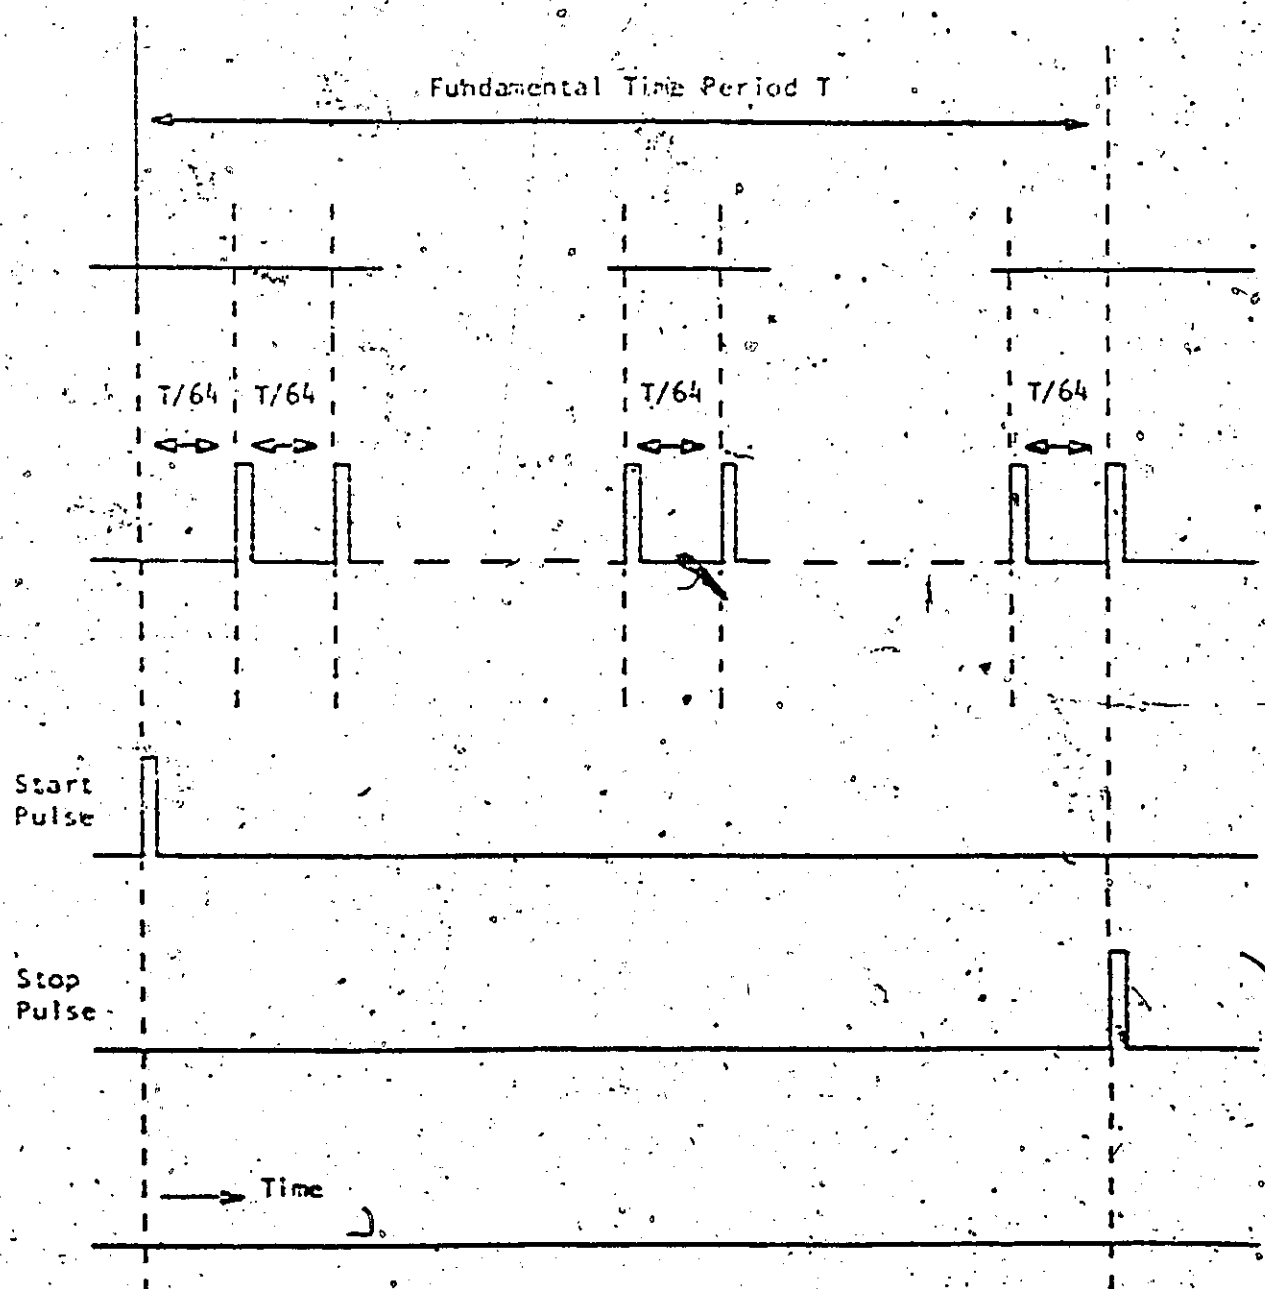 Fundamental Time Period T
T/64 T/64 T/64 T/64
Start
Pulse
Stop
Pulse
Time